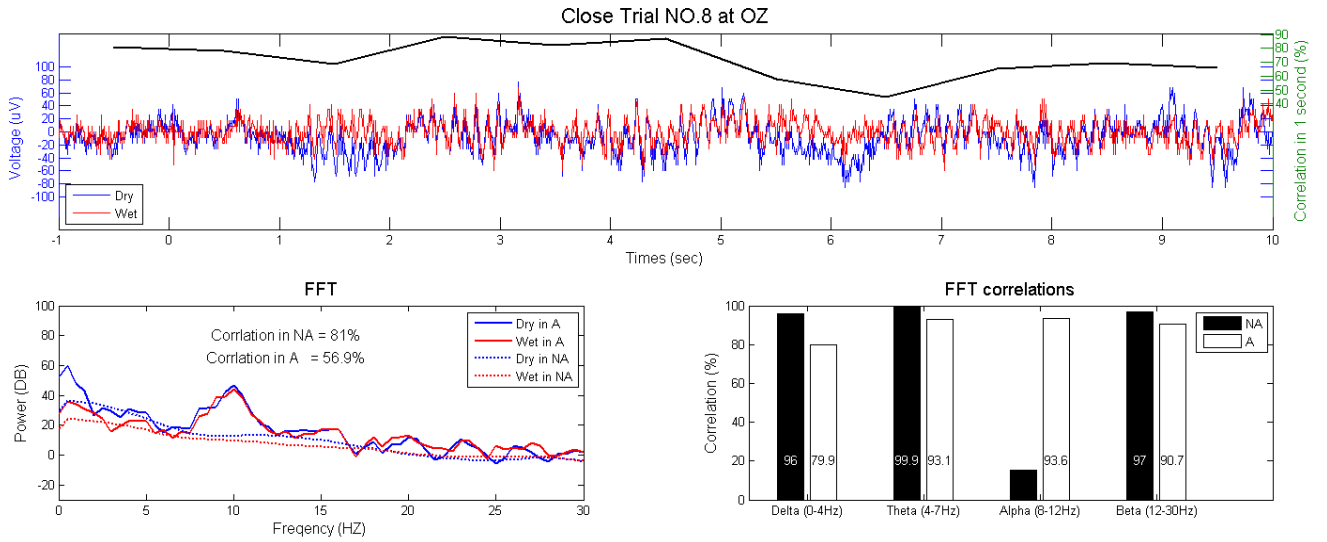 Close Trial NO.8 at OZ
Voltage (uV)
100
80
60
40
20
0
-20
-40
-60
-80
-100
Dry
Wet
90
80
70
60
50
40
Correlation in 1 second (%)
-1 0 1 2 3 4 5 6 7 8 9 10
Times (sec)
FFT
Power (DB)
100
80
60
40
20
0
-20
Corrlation in NA = 81%
Corrlation in A = 56.9%
Dry in A
Wet in A
Dry in NA
Wet in NA
0 5 10 15 20 25 30
Freqency (HZ)
FFT correlations
Correlation (%)
100
80
60
40
20
0
NA
A
96 79.9 99.9 93.1 93.6 97 90.7
Delta (0-4Hz) Theta (4-7Hz) Alpha (8-12Hz) Beta (12-30Hz)